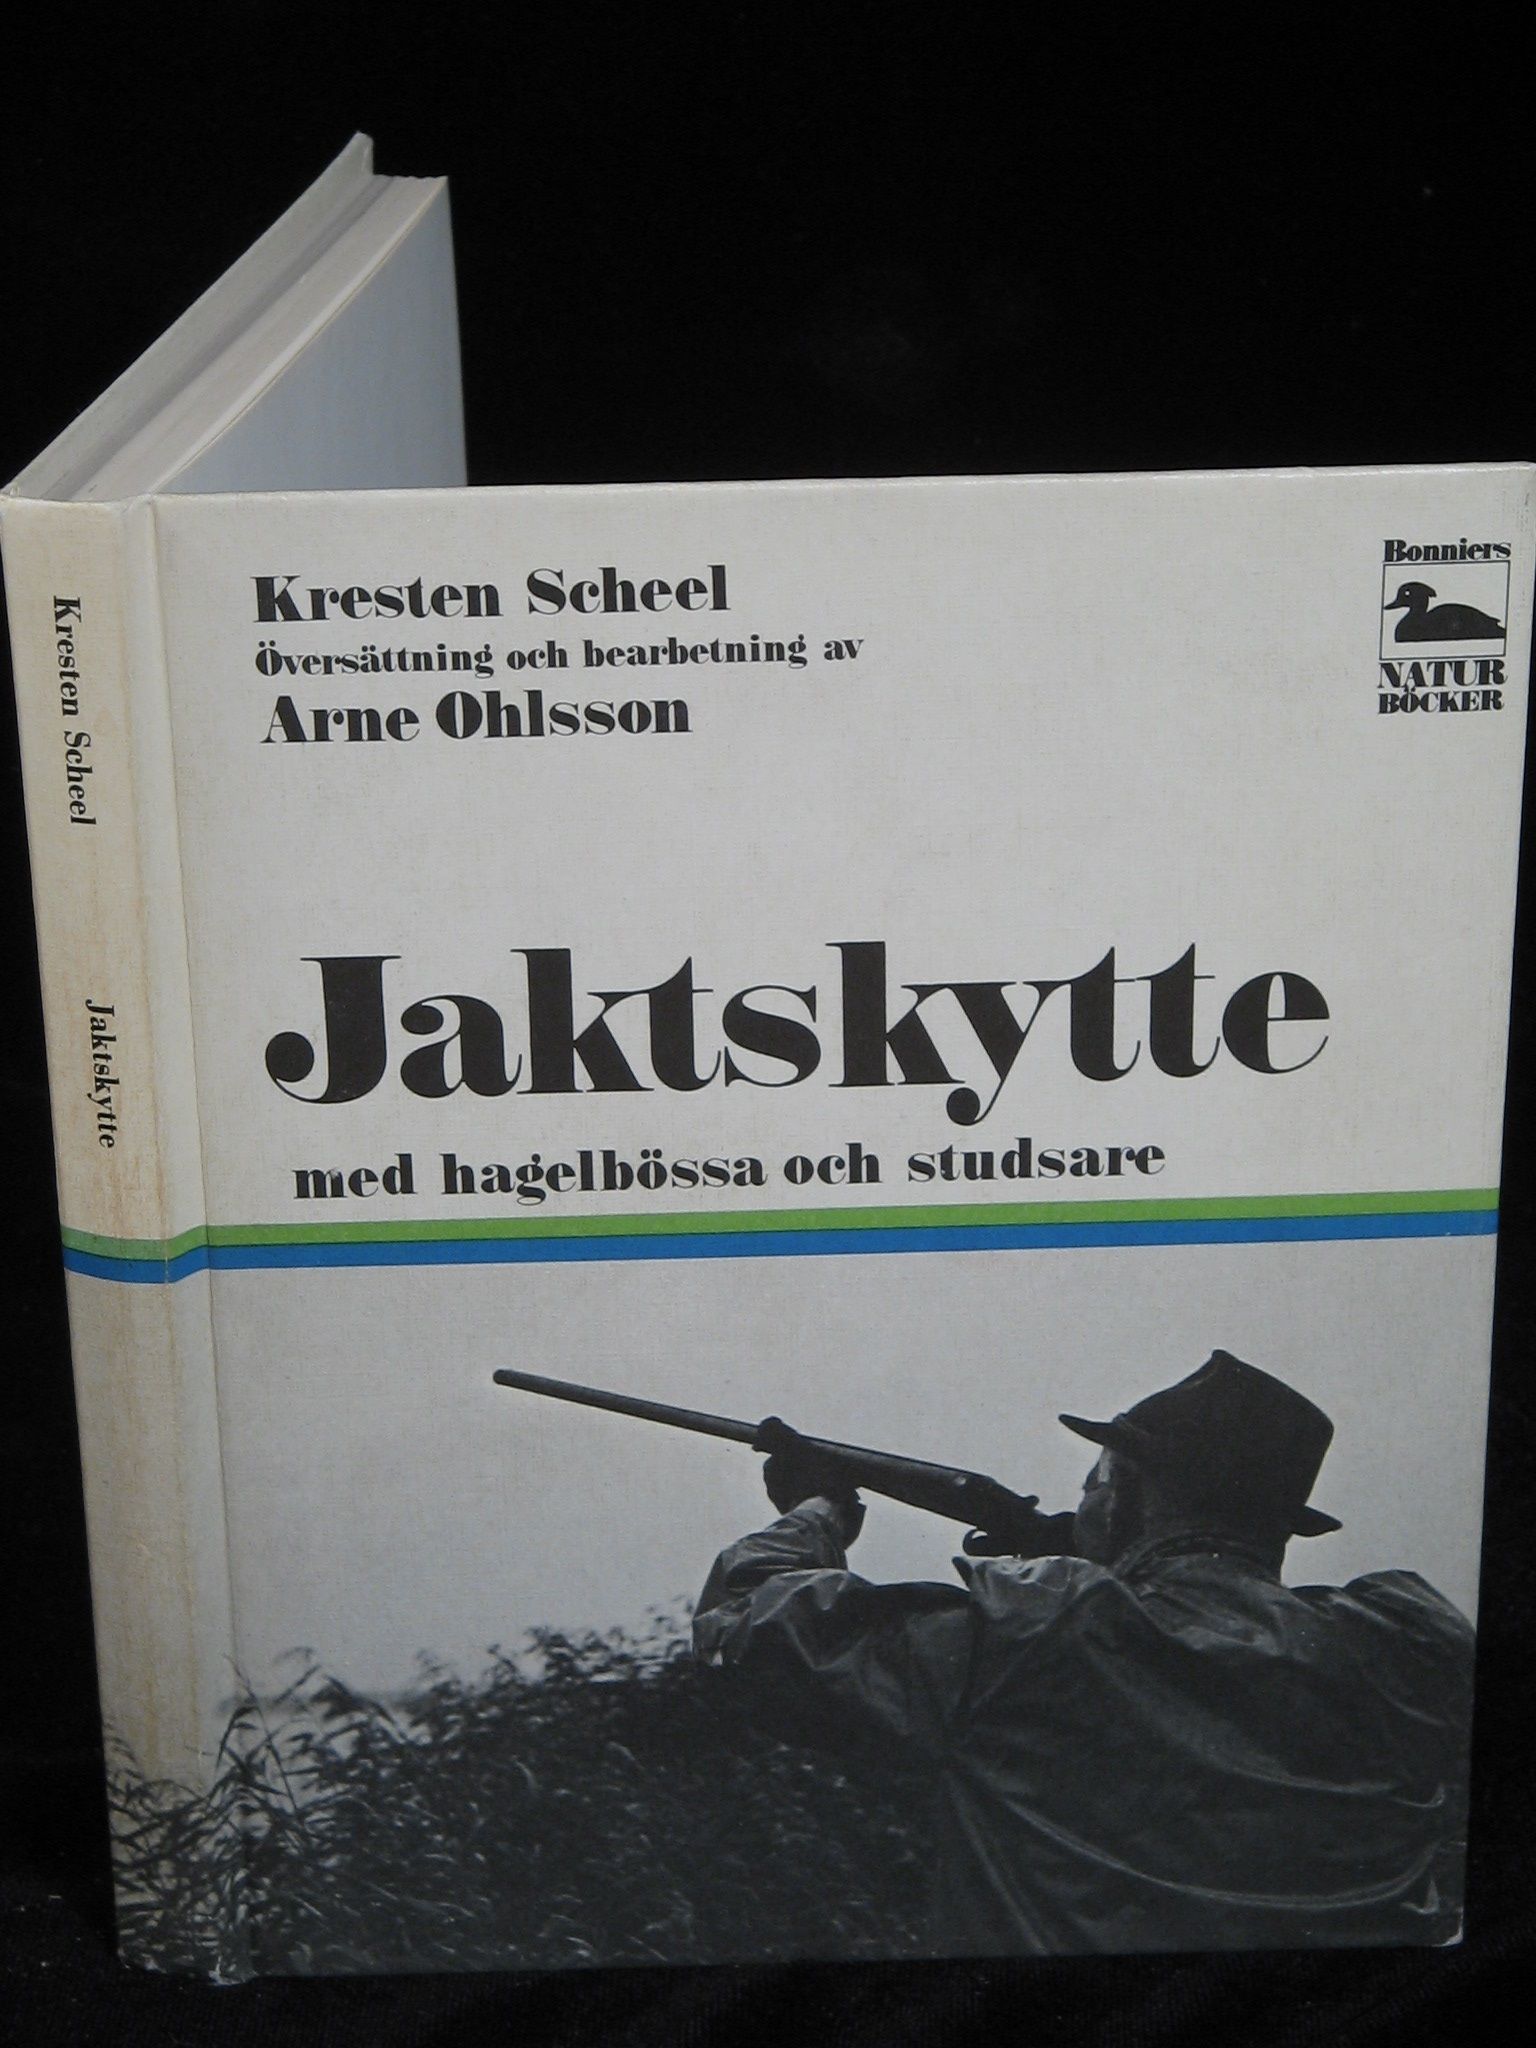 Kresten Scheel
Översättning och bearbetning av
Arne Ohlsson
Bonniers
NATUR
BÖCKER
Jaktskytte
med hagelbössa och studsare
Kresten Scheel
Jaktskytte